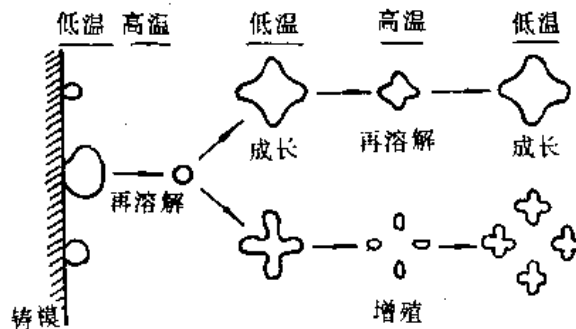 低温 高温 低温 高温 低温
成长 再溶解 成长
再溶解
铸模 增殖